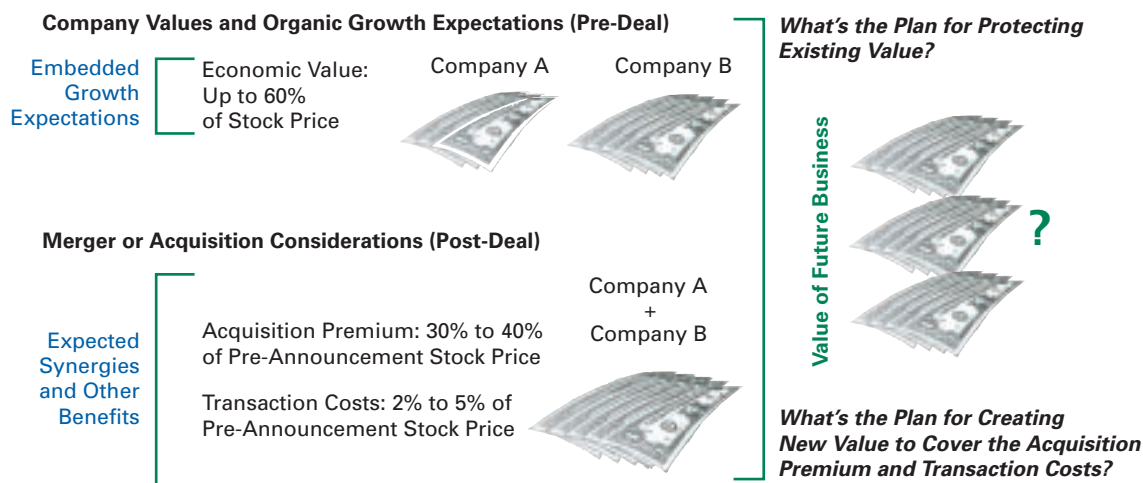 Company Values and Organic Growth Expectations (Pre-Deal)
Embedded
Growth
Expectations
Economic Value:
Up to 60%
of Stock Price
Company A
Company B
Merger or Acquisition Considerations (Post-Deal)
Expected
Synergies
and Other
Benefits
Acquisition Premium: 30% to 40%
of Pre-Announcement Stock Price
Transaction Costs: 2% to 5% of
Pre-Announcement Stock Price
Company A
+
Company B
What's the Plan for Protecting
Existing Value?
Value of Future Business
?
What's the Plan for Creating
New Value to Cover the Acquisition
Premium and Transaction Costs?